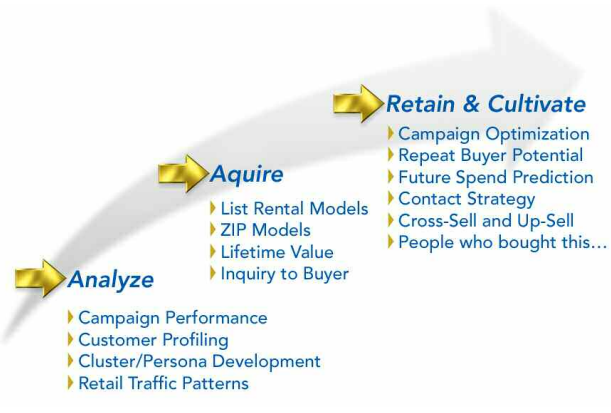 Retain & Cultivate
Campaign Optimization
Repeat Buyer Potential
Future Spend Prediction
Contact Strategy
Cross-Sell and Up-Sell
People who bought this...
Aquire
List Rental Models
ZIP Models
Lifetime Value
Inquiry to Buyer
Analyze
Campaign Performance
Customer Profiling
Cluster/Persona Development
Retail Traffic Patterns